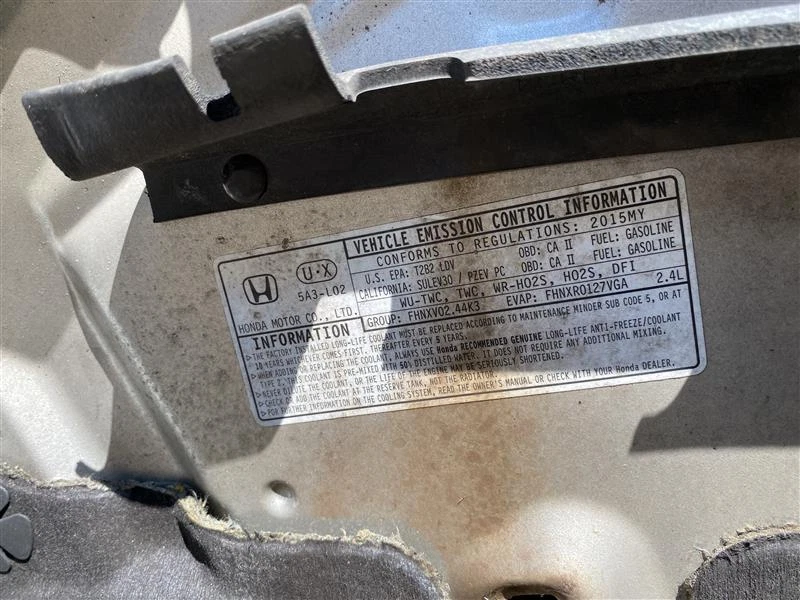 VEHICLE EMISSION CONTROL INFORMATION
CONFORMS TO REGULATIONS: 2015MY
U.S. EPA: T2B2 LDV OBD: CA II FUEL: GASOLINE
CALIFORNIA: SULEV30 / PZEV PC OBD: CA II FUEL: GASOLINE
WU-TWC, TWC, WR-HO2S, HO2S, DFI
GROUP: FHNXV02.44K3 EVAP: FHNXR0127VGA 2.4L
U·X
5A3-L02
HONDA MOTOR CO., LTD.
INFORMATION
▷THE FACTORY INSTALLED LONG-LIFE COOLANT MUST BE REPLACED ACCORDING TO MAINTENANCE MINDER SUB CODE 5, OR AT
10 YEARS WHICHEVER COMES FIRST. THEREAFTER EVERY 5 YEARS.
▷WHEN ADDING OR REPLACING THE COOLANT, ALWAYS USE Honda RECOMMENDED GENUINE LONG-LIFE ANTI-FREEZE/COOLANT
TYPE 2. THIS COOLANT IS PRE-MIXED WITH 50% DISTILLED WATER. IT DOES NOT REQUIRE ANY ADDITIONAL MIXING.
▷NEVER DILUTE THE COOLANT, OR THE LIFE OF THE ENGINE MAY BE SERIOUSLY SHORTENED.
▷CHECK OR ADD THE COOLANT AT THE RESERVE TANK, NOT THE RADIATOR.
▷FOR FURTHER INFORMATION ON THE COOLING SYSTEM, READ THE OWNER'S MANUAL OR CHECK WITH YOUR Honda DEALER.